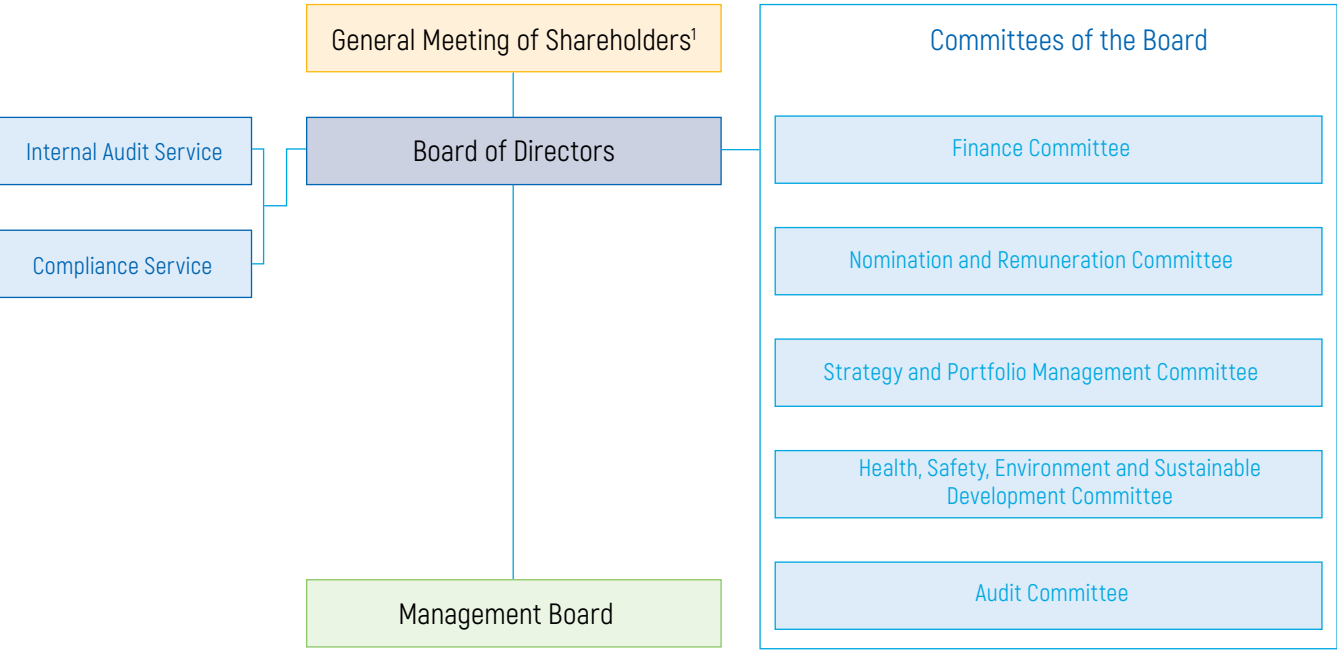 General Meeting of Shareholders¹
Committees of the Board
Internal Audit Service
Board of Directors
Finance Committee
Compliance Service
Nomination and Remuneration Committee
Strategy and Portfolio Management Committee
Health, Safety, Environment and Sustainable
Development Committee
Management Board
Audit Committee